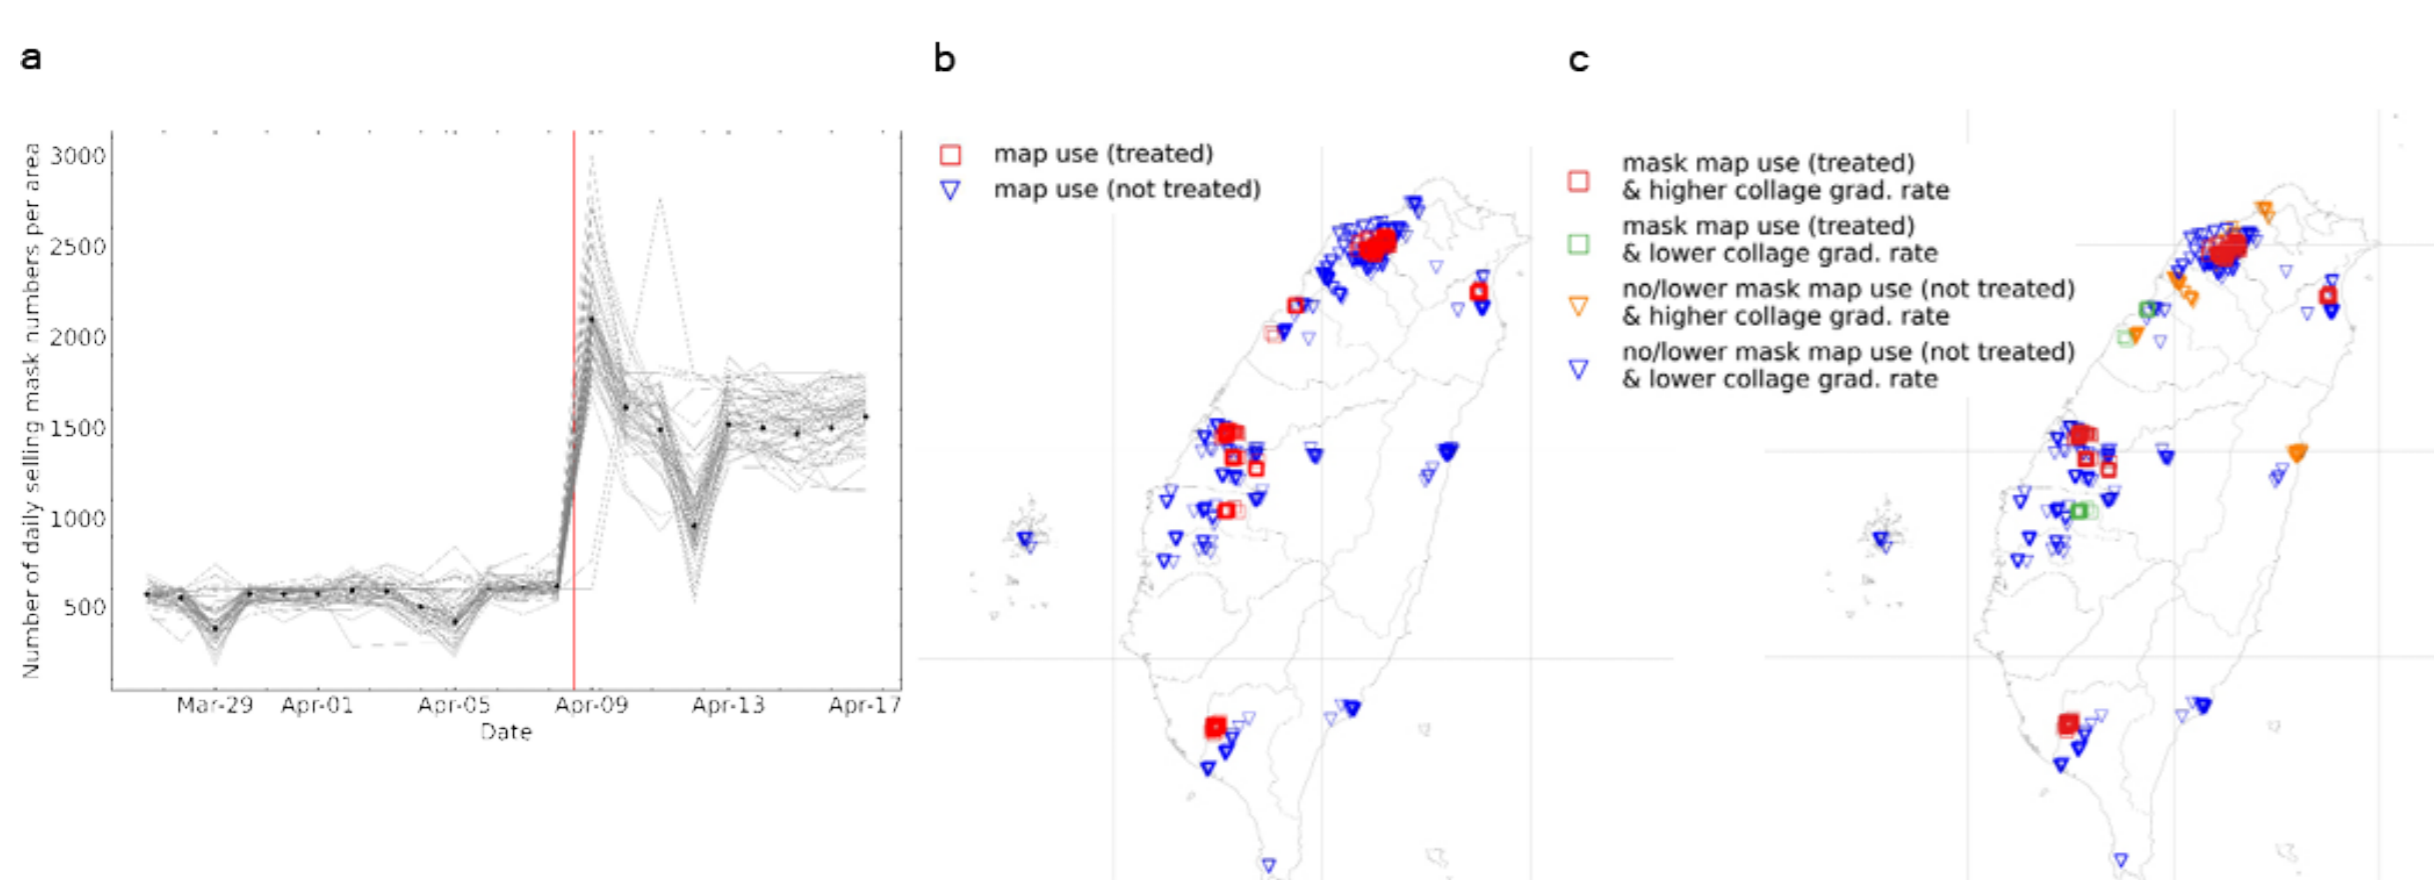 a
b
c
Number of daily selling mask numbers per area
3000
2500
2000
1500
1000
500
Mar-29 Apr-01 Apr-05 Apr-09 Apr-13 Apr-17
Date
map use (treated)
map use (not treated)
mask map use (treated)
& higher collage grad. rate
mask map use (treated)
& lower collage grad. rate
no/lower mask map use (not treated)
& higher collage grad. rate
no/lower mask map use (not treated)
& lower collage grad. rate